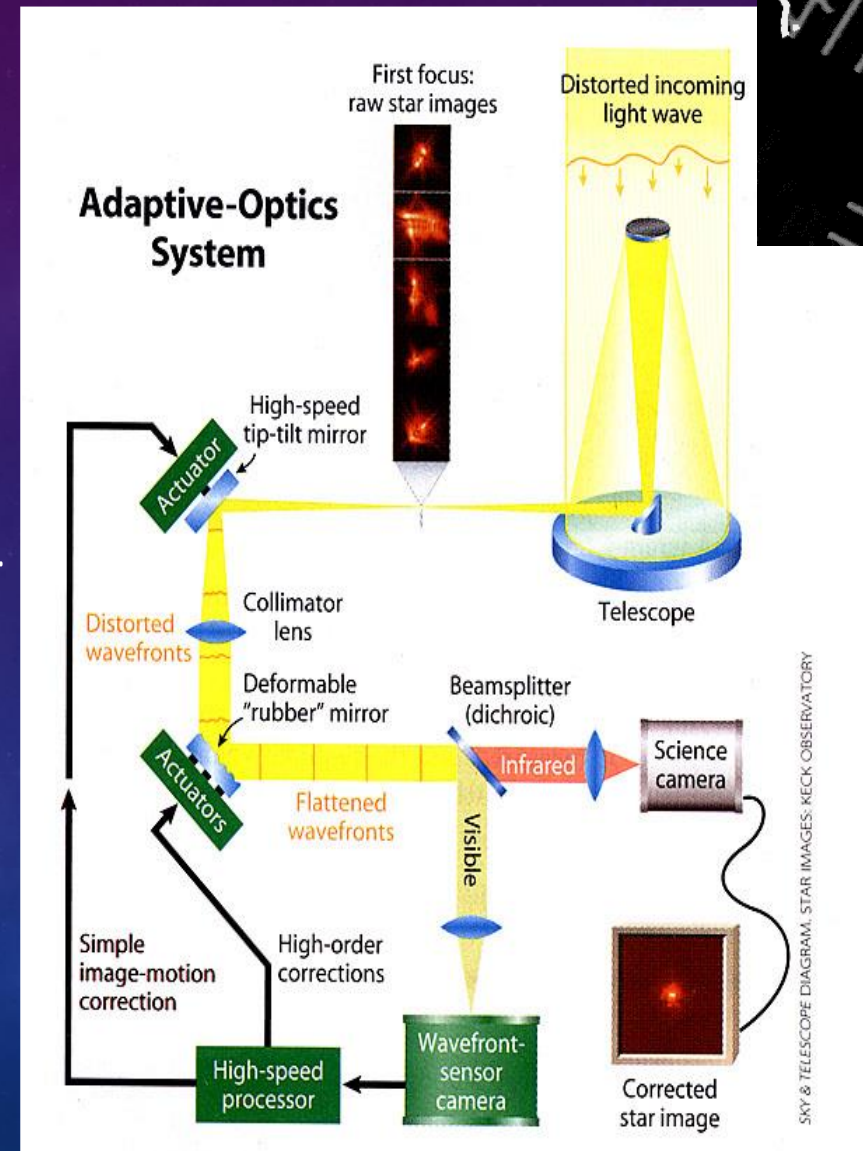 First focus:
raw star images
Distorted incoming
light wave
Adaptive-Optics
System
High-speed
tip-tilt mirror
Actuator
Telescope
Collimator
lens
Distorted
wavefronts
Deformable
"rubber" mirror
Beamsplitter
(dichroic)
Infrared
Science
camera
Actuators
Flattened
wavefronts
Visible
Simple
image-motion
correction
High-order
corrections
High-speed
processor
Wavefront-
sensor
camera
Corrected
star image
SKY & TELESCOPE DIAGRAM. STAR IMAGES: KECK OBSERVATORY